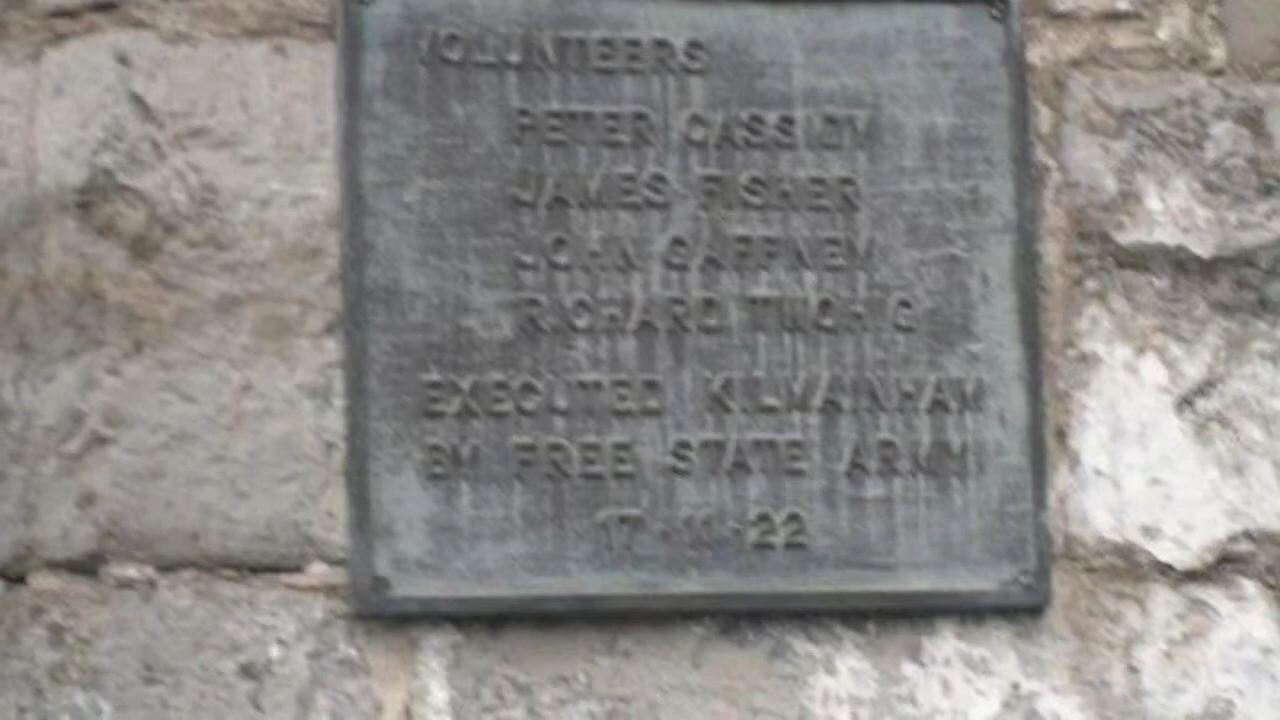 VOLUNTEERS
PETER CASSIDY
JAMES FISHER
JOHN GAFFNEY
RICHARD TWOHIG
EXECUTED KILMAINHAM
BY FREE STATE ARMY
17·11·22